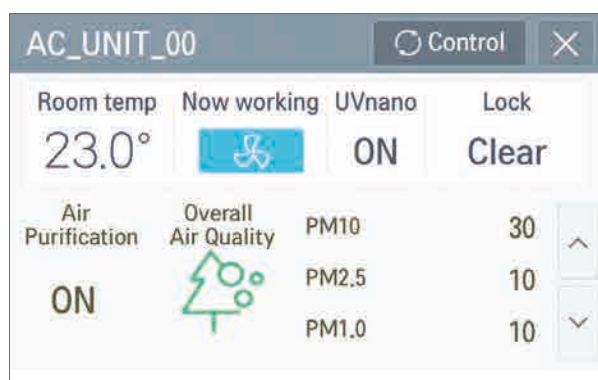 AC_UNIT_00 Control
Room temp Now working UVnano Lock
23.0° ON Clear
Air Purification
Overall Air Quality
ON
PM10 30
PM2.5 10
PM1.0 10